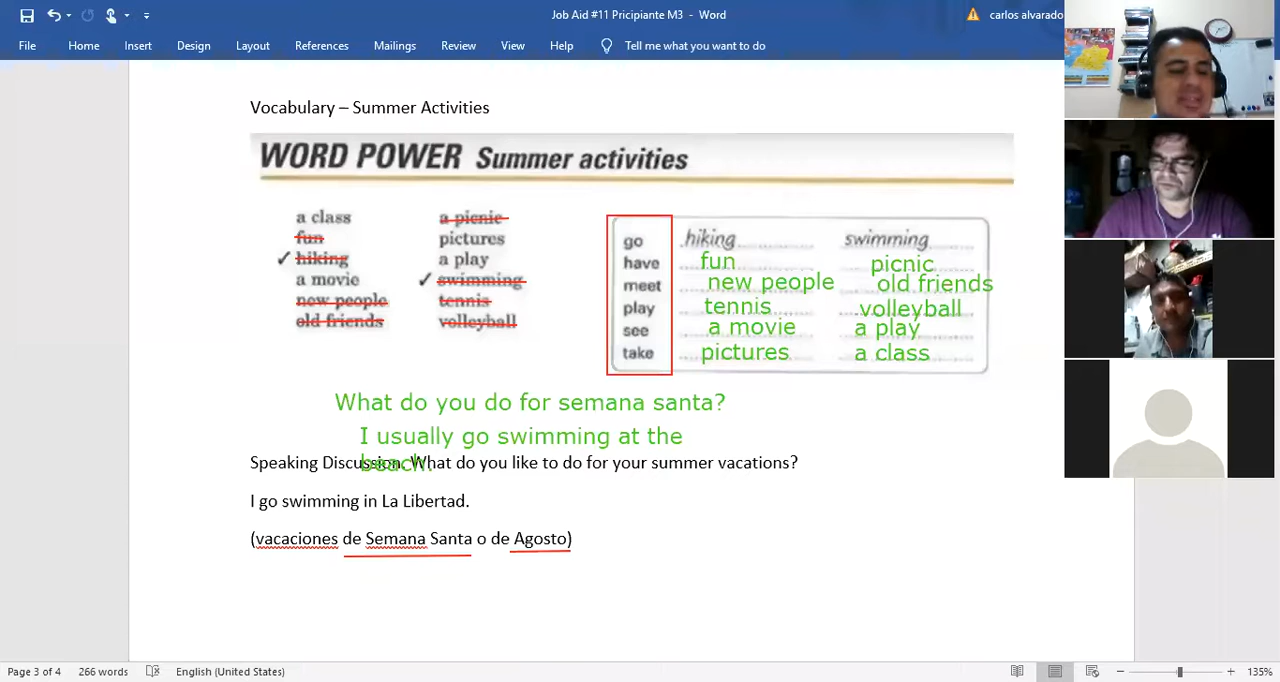 Job Aid #11 Pricipiante M3 - Word
carlos alvarado
File Home Insert Design Layout References Mailings Review View Help Tell me what you want to do
Vocabulary – Summer Activities
WORD POWER Summer activities
a class a picnic
fun pictures
✓ hiking a play
a movie ✓ swimming
new people tennis
old friends volleyball
go hiking swimming
have fun picnic
meet new people old friends
play tennis volleyball
see a movie a play
take pictures a class
What do you do for semana santa?
I usually go swimming at the
beach.
Speaking Discussion. What do you like to do for your summer vacations?
I go swimming in La Libertad.
(vacaciones de Semana Santa o de Agosto)
Page 3 of 4 266 words English (United States) 135%